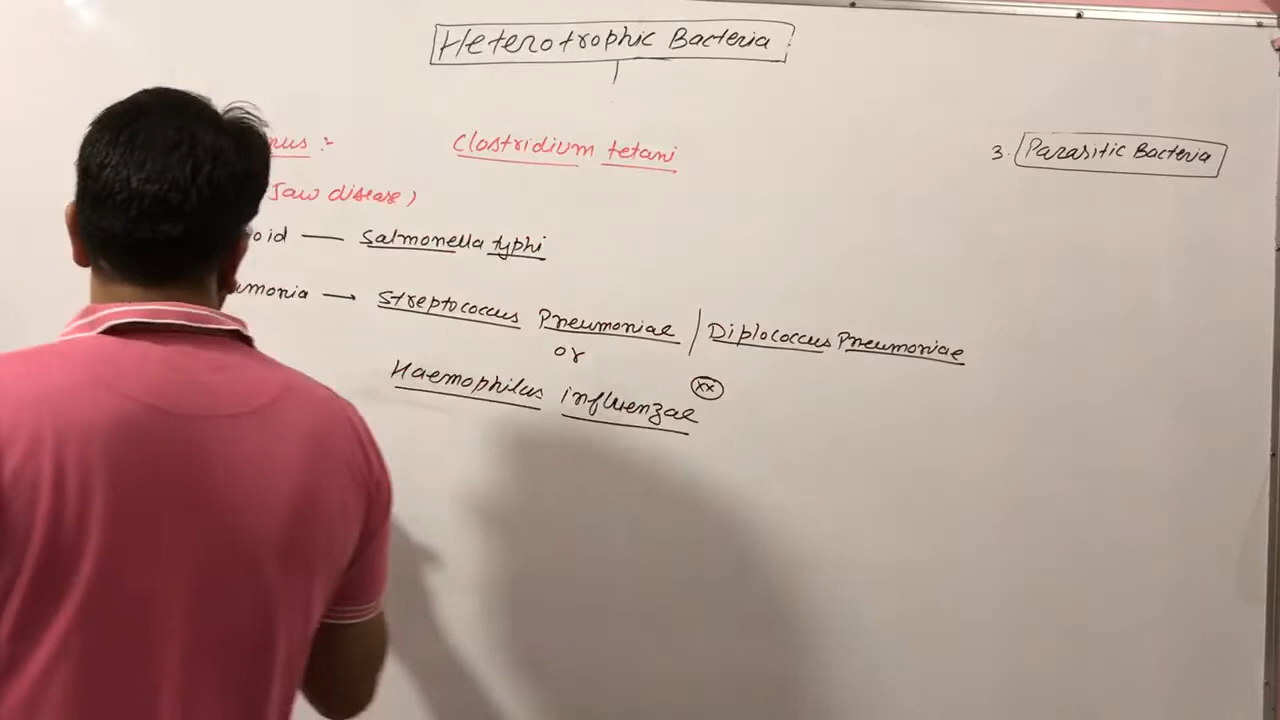 Heterotrophic Bacteria
nus :- Clostridium tetani
3. Parasitic Bacteria
Jaw disease)
oid — Salmonella typhi
umonia → Streptococcus Pneumoniae / Diplococcus Pneumoniae
or
Haemophilus influenzae xx